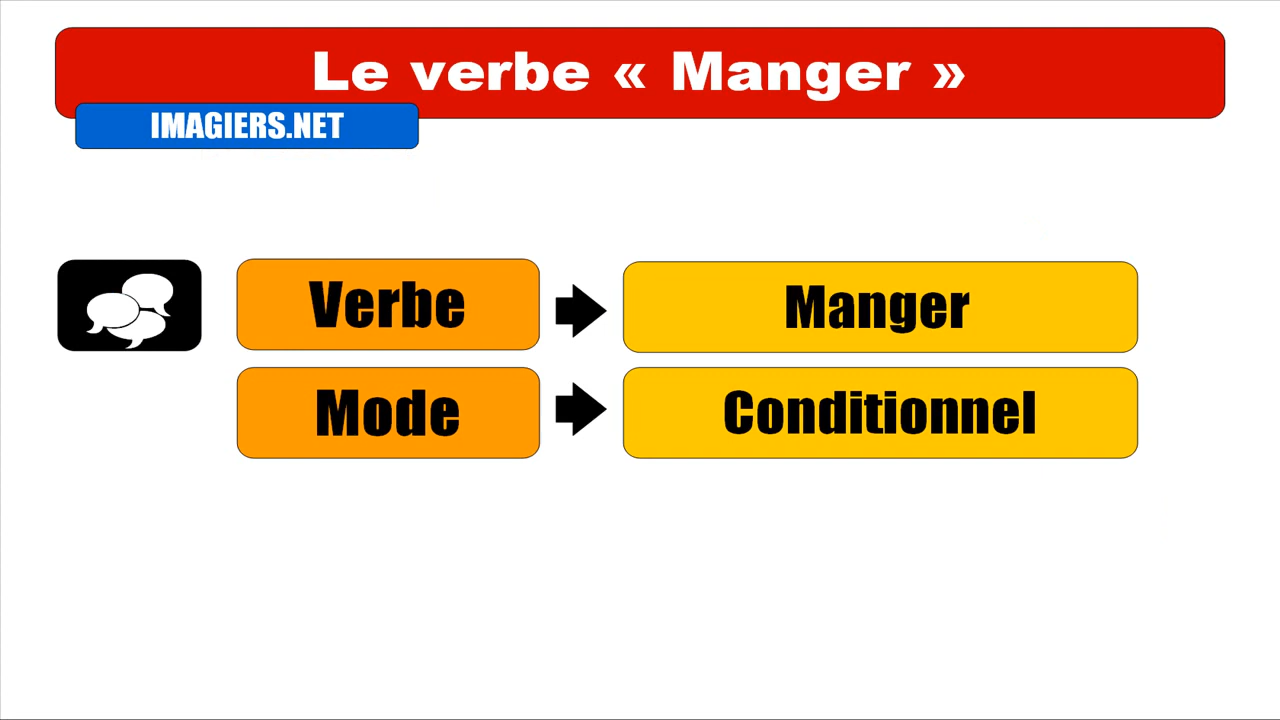 Le verbe « Manger »
IMAGIERS.NET
Verbe
Manger
Mode
Conditionnel